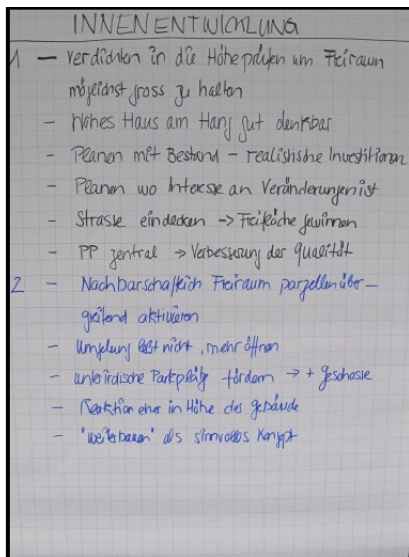 INNENENTWICKLUNG
1 — Verdichten in die Höhe prüfen um Freiraum
möglichst gross zu halten
– Hohes Haus am Hang gut denkbar
– Planen mit Bestand – realistische Investitionen
– Planen wo Interesse an Veränderungen ist
– Strasse eindecken → Freifläche gewinnen
– PP zentral → Verbesserung der Qualität
2 – Nachbarschaftlich Freiraum parzellenüber–
greifend aktivieren
– Umgebung fast nicht, mehr öffnen
– unterirdische Parkplätze fördern → + geschosse
– Reaktion eher in Höhe des gebäude
– "weiterbauen" als sinnvolles Konzept